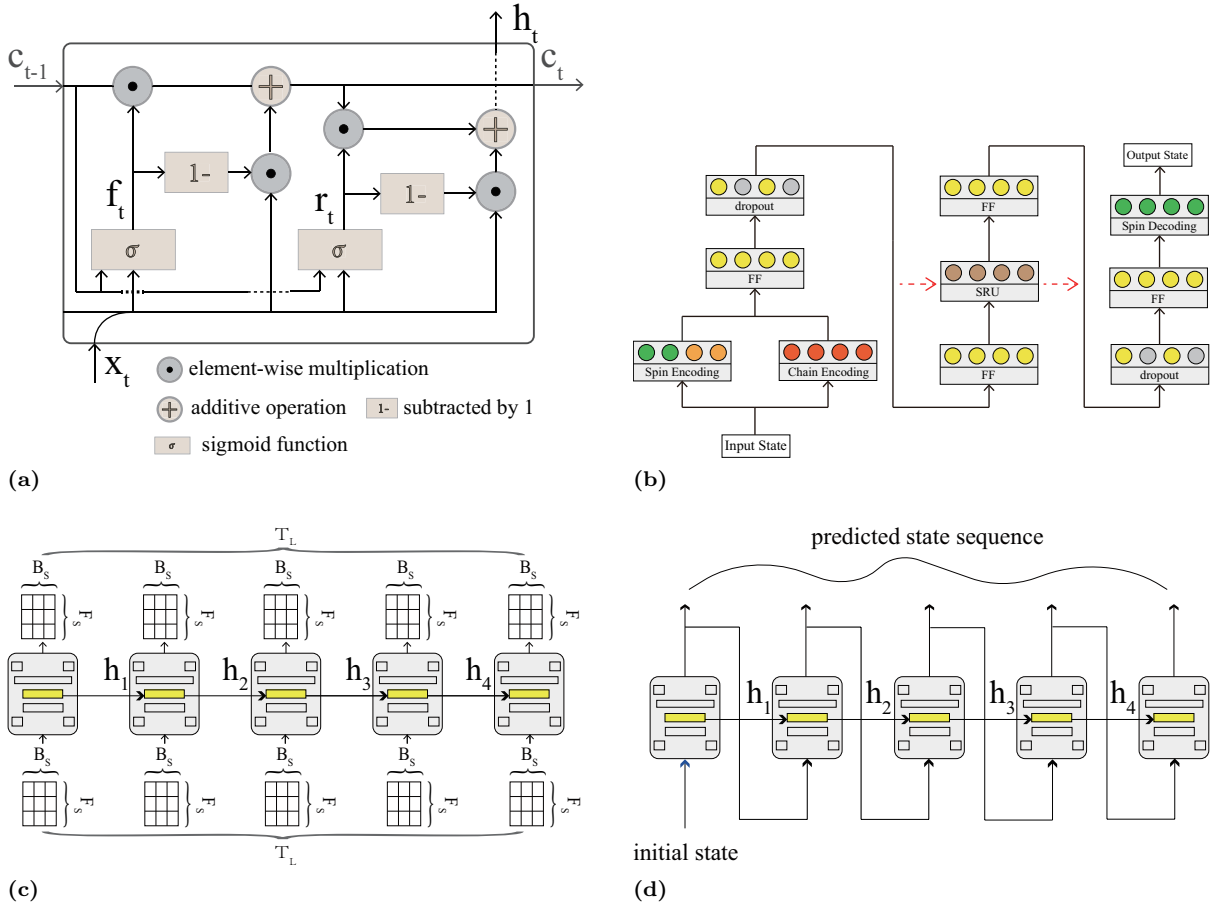 h_t
c_{t-1}
c_t
1-
1-
f_t
r_t
σ
σ
x_t
element-wise multiplication
additive operation
1-
subtracted by 1
σ
sigmoid function
(a)
dropout
FF
Spin Encoding
Chain Encoding
Input State
FF
SRU
FF
Output State
Spin Decoding
FF
dropout
(b)
T_L
B_S B_S B_S B_S B_S
F_S F_S F_S F_S F_S
h_1 h_2 h_3 h_4
B_S B_S B_S B_S B_S
F_S F_S F_S F_S F_S
T_L
(c)
predicted state sequence
h_1 h_2 h_3 h_4
initial state
(d)